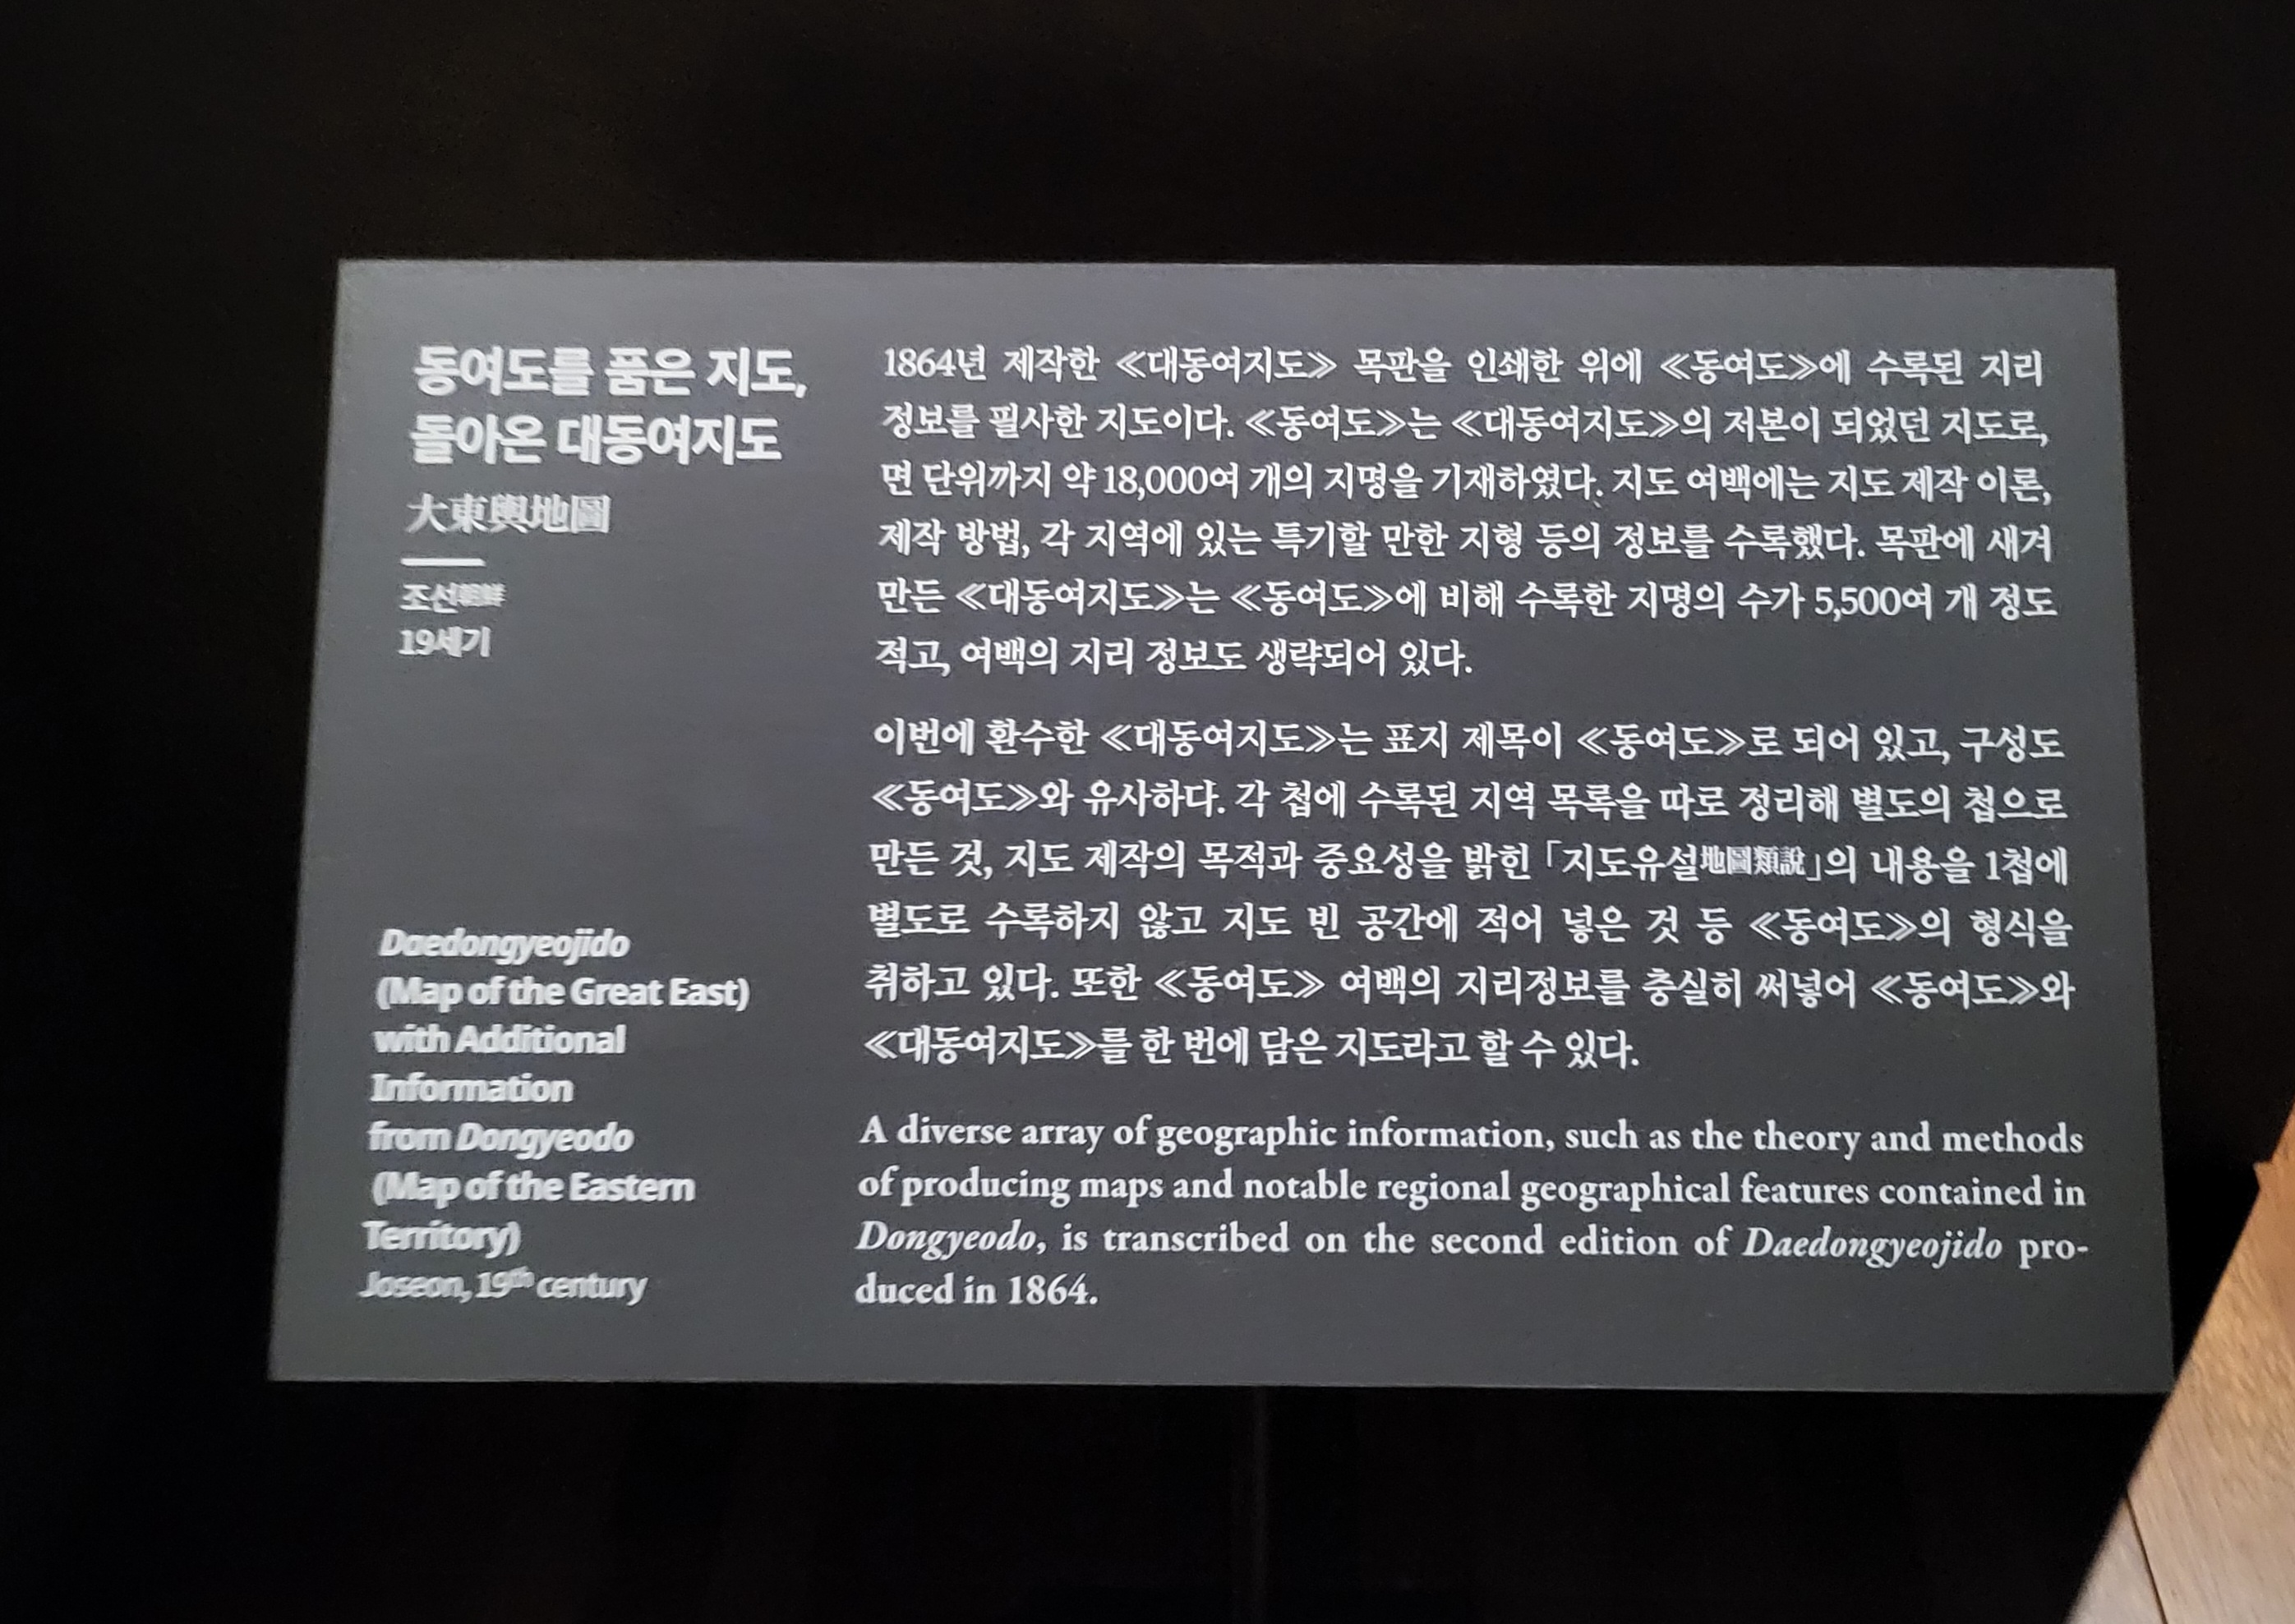 동여도를 품은 지도,
돌아온 대동여지도
大東輿地圖
조선朝鮮
19세기
Daedongyeojido
(Map of the Great East)
with Additional
Information
from Dongyeodo
(Map of the Eastern
Territory)
Joseon, 19th century
1864년 제작한 ≪대동여지도≫ 목판을 인쇄한 위에 ≪동여도≫에 수록된 지리
정보를 필사한 지도이다. ≪동여도≫는 ≪대동여지도≫의 저본이 되었던 지도로,
면 단위까지 약 18,000여 개의 지명을 기재하였다. 지도 여백에는 지도 제작 이론,
제작 방법, 각 지역에 있는 특기할 만한 지형 등의 정보를 수록했다. 목판에 새겨
만든 ≪대동여지도≫는 ≪동여도≫에 비해 수록한 지명의 수가 5,500여 개 정도
적고, 여백의 지리 정보도 생략되어 있다.
이번에 환수한 ≪대동여지도≫는 표지 제목이 ≪동여도≫로 되어 있고, 구성도
≪동여도≫와 유사하다. 각 첩에 수록된 지역 목록을 따로 정리해 별도의 첩으로
만든 것, 지도 제작의 목적과 중요성을 밝힌 「지도유설地圖類說」의 내용을 1첩에
별도로 수록하지 않고 지도 빈 공간에 적어 넣은 것 등 ≪동여도≫의 형식을
취하고 있다. 또한 ≪동여도≫ 여백의 지리정보를 충실히 써넣어 ≪동여도≫와
≪대동여지도≫를 한 번에 담은 지도라고 할 수 있다.
A diverse array of geographic information, such as the theory and methods
of producing maps and notable regional geographical features contained in
Dongyeodo, is transcribed on the second edition of Daedongyeojido pro-
duced in 1864.